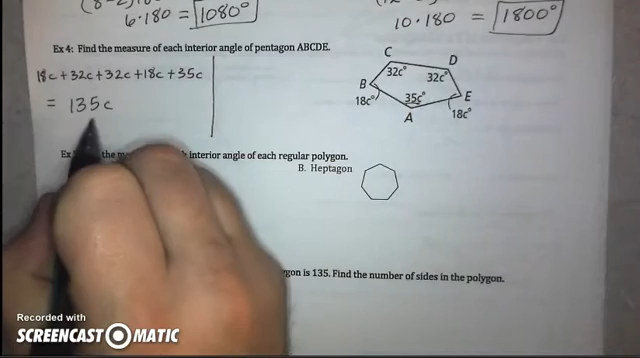 6·180 = 1080°
10·180 = 1800°
Ex 4: Find the measure of each interior angle of pentagon ABCDE.
18c + 32c + 32c + 18c + 35c
= 135c
C
D
32c°
32c°
B
E
18c°
35c°
18c°
A
Ex
the m
interior angle of each regular polygon.
B. Heptagon
gon is 135. Find the number of sides in the polygon.
Recorded with
SCREENCAST-O-MATIC